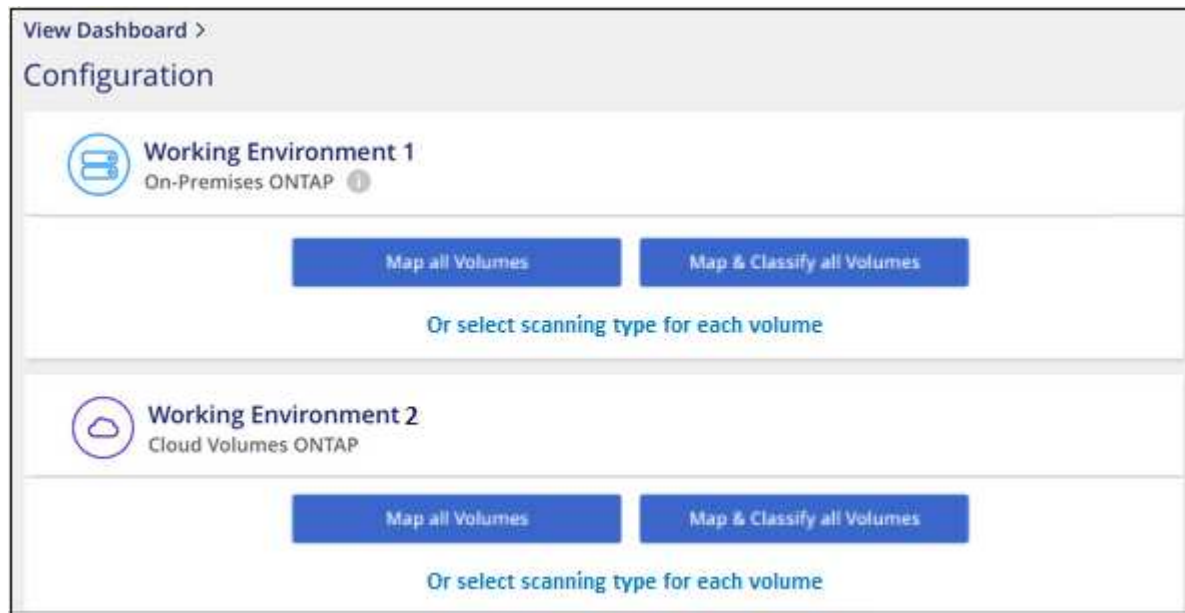 View Dashboard >
Configuration
Working Environment 1
On-Premises ONTAP i
Map all Volumes
Map & Classify all Volumes
Or select scanning type for each volume
Working Environment 2
Cloud Volumes ONTAP
Map all Volumes
Map & Classify all Volumes
Or select scanning type for each volume